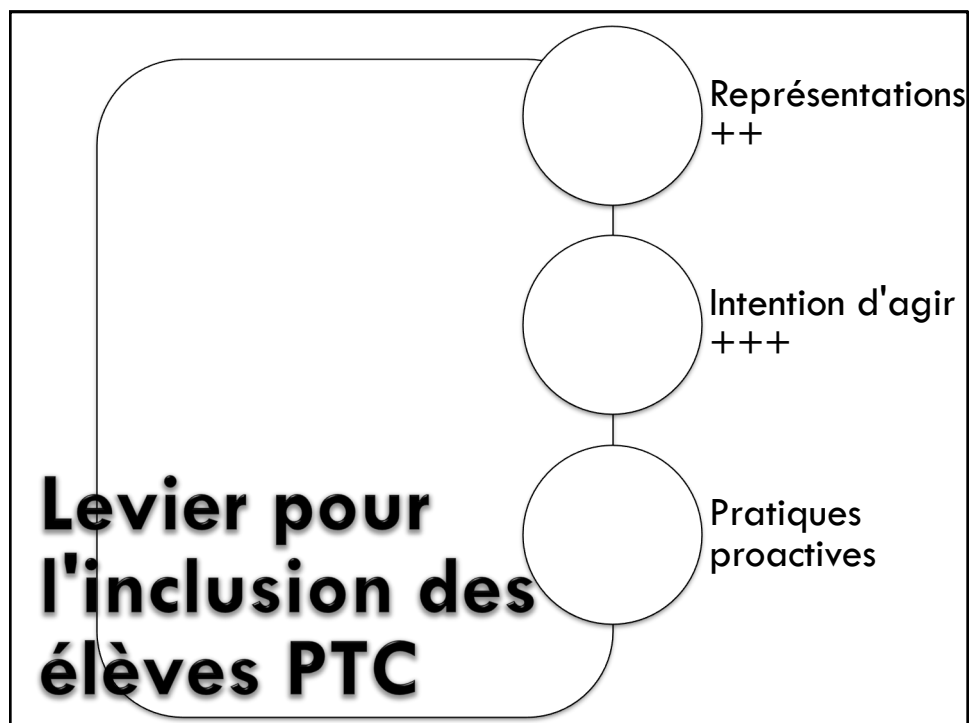 Représentations
++
Intention d'agir
+++
Pratiques
proactives
Levier pour
l'inclusion des
élèves PTC